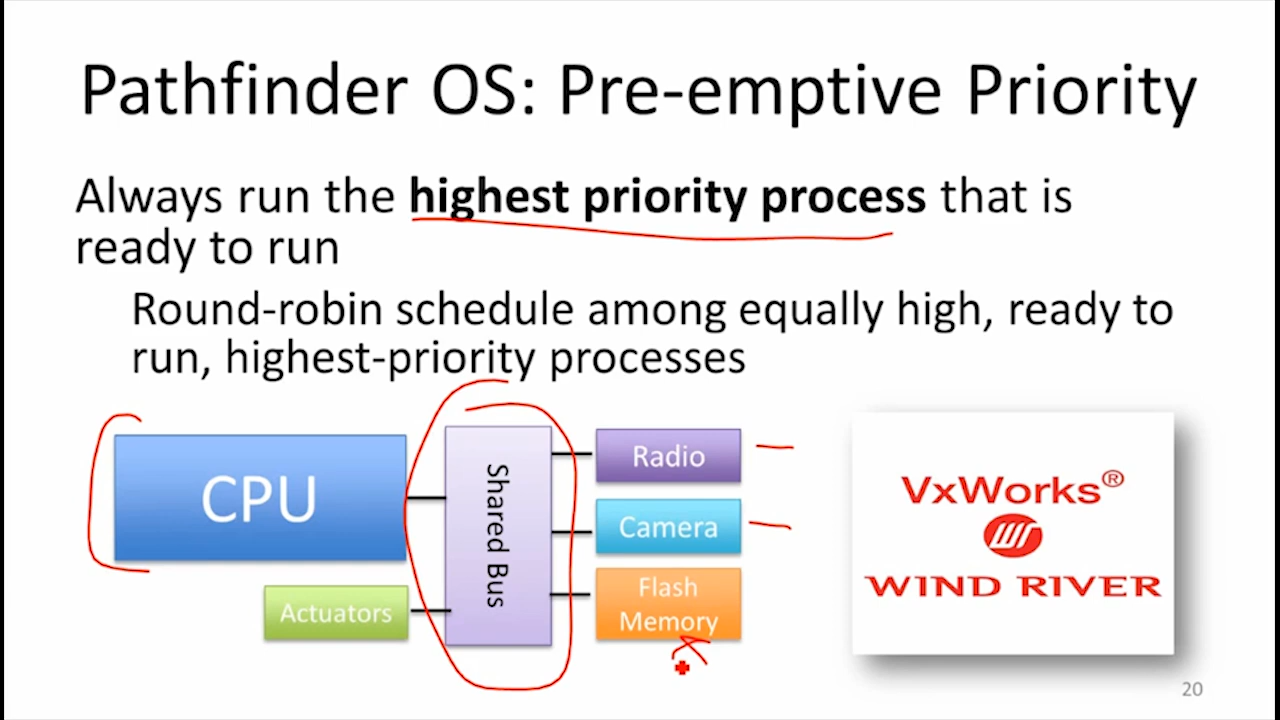 Pathfinder OS: Pre-emptive Priority
Always run the highest priority process that is
ready to run
Round-robin schedule among equally high, ready to
run, highest-priority processes
CPU
Shared Bus
Radio
Camera
Flash
Memory
Actuators
VxWorks®
WIND RIVER
20